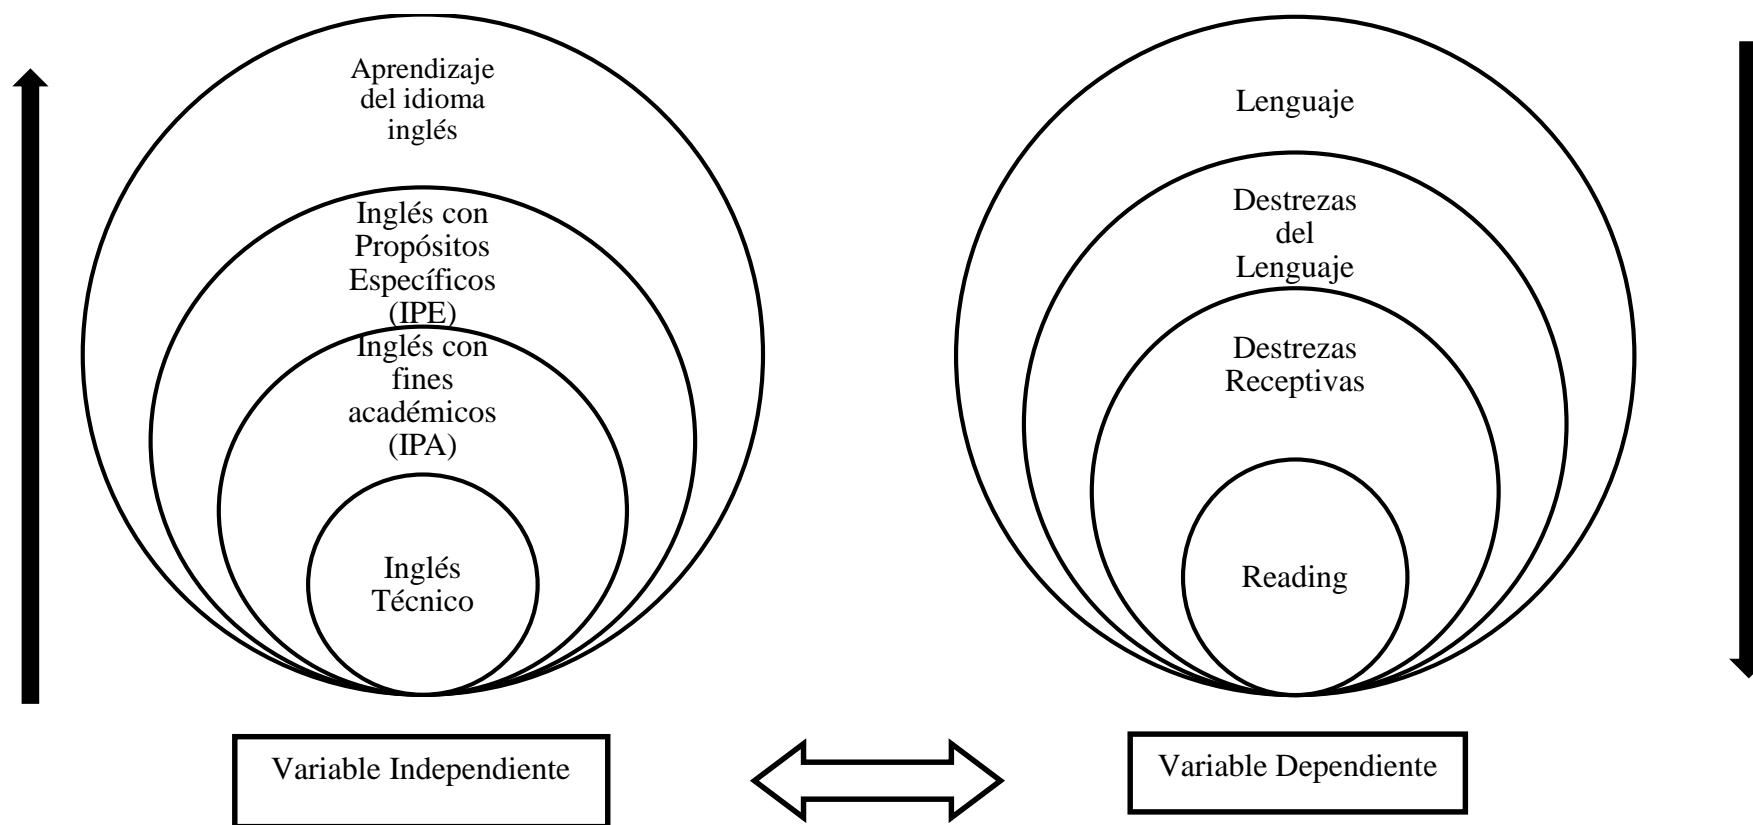 Aprendizaje
del idioma
inglés
Inglés con
Propósitos
Específicos
(IPE)
Inglés con
fines
académicos
(IPA)
Inglés
Técnico
Variable Independiente
Lenguaje
Destrezas
del
Lenguaje
Destrezas
Receptivas
Reading
Variable Dependiente